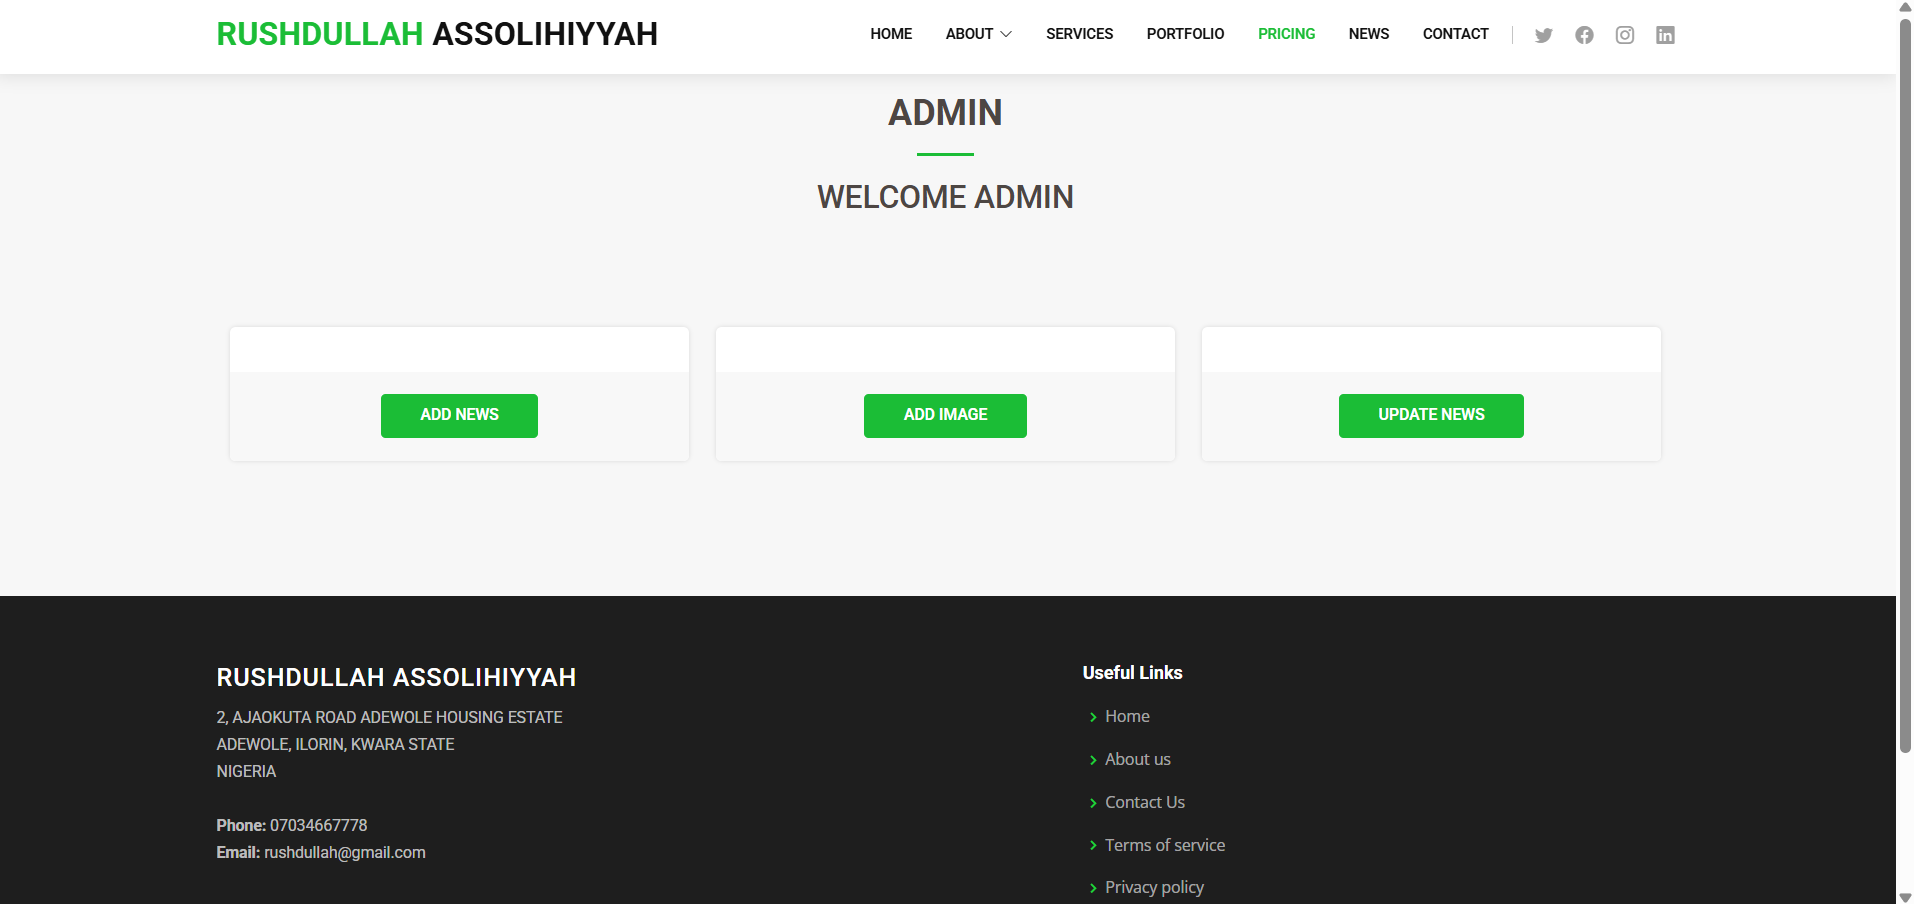 RUSHDULLAH ASSOLIHIYYAH
HOME ABOUT SERVICES PORTFOLIO PRICING NEWS CONTACT
ADMIN
WELCOME ADMIN
ADD NEWS
ADD IMAGE
UPDATE NEWS
RUSHDULLAH ASSOLIHIYYAH
2, AJAOKUTA ROAD ADEWOLE HOUSING ESTATE
ADEWOLE, ILORIN, KWARA STATE
NIGERIA
Phone: 07034667778
Email: rushdullah@gmail.com
Useful Links
Home
About us
Contact Us
Terms of service
Privacy policy